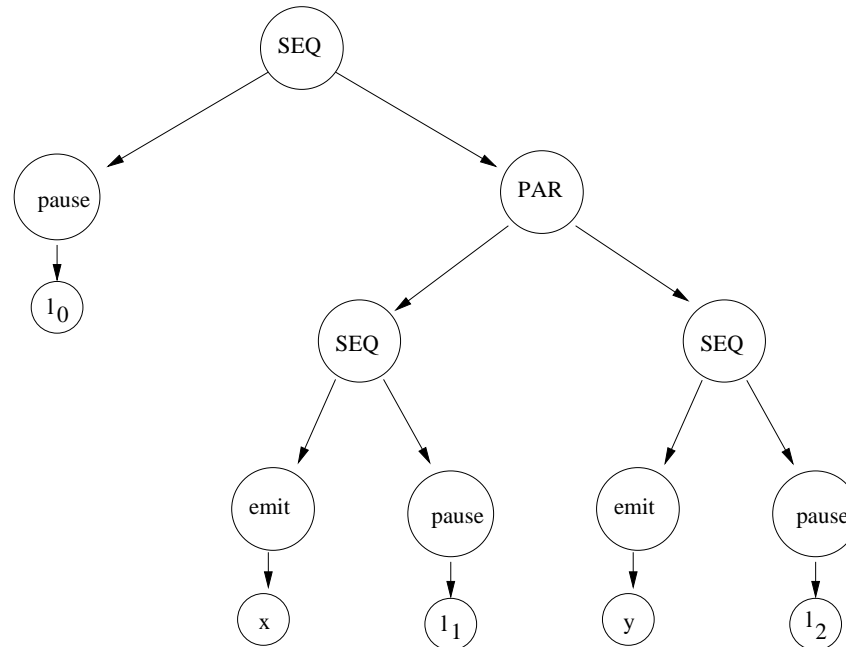 SEQ
pause
PAR
l0
SEQ
SEQ
emit
pause
emit
pause
x
l1
y
l2